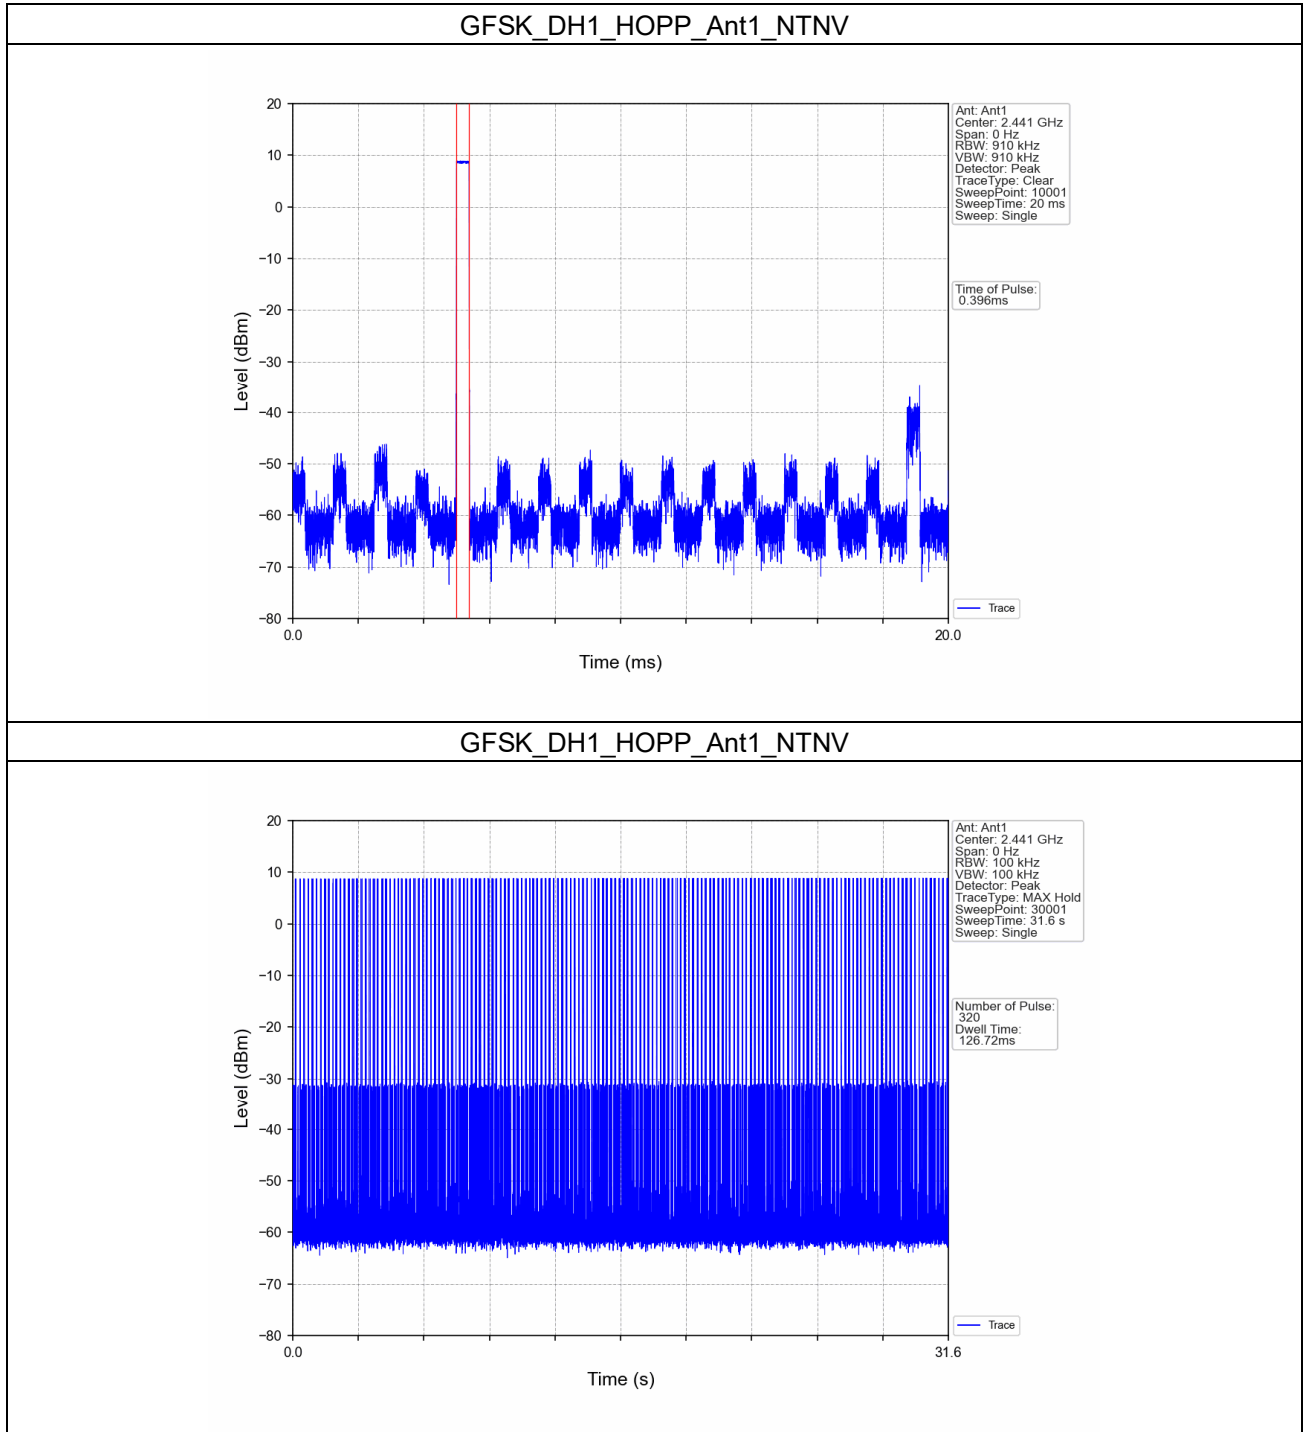 GFSK_DH1_HOPP_Ant1_NTNV
20
10
0
−10
−20
−30
−40
−50
−60
−70
−80
Level (dBm)
0.0
20.0
Time (ms)
Ant: Ant1
Center: 2.441 GHz
Span: 0 Hz
RBW: 910 kHz
VBW: 910 kHz
Detector: Peak
TraceType: Clear
SweepPoint: 10001
SweepTime: 20 ms
Sweep: Single
Time of Pulse:
0.396ms
Trace
GFSK_DH1_HOPP_Ant1_NTNV
20
10
0
−10
−20
−30
−40
−50
−60
−70
−80
Level (dBm)
0.0
31.6
Time (s)
Ant: Ant1
Center: 2.441 GHz
Span: 0 Hz
RBW: 100 kHz
VBW: 100 kHz
Detector: Peak
TraceType: MAX Hold
SweepPoint: 30001
SweepTime: 31.6 s
Sweep: Single
Number of Pulse:
320
Dwell Time:
126.72ms
Trace